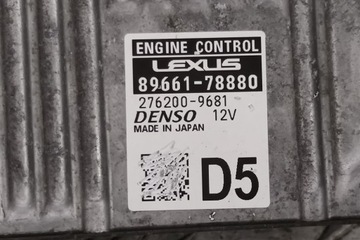 ENGINE CONTROL
LEXUS
89661-78880
276200-9681
DENSO 12V
MADE IN JAPAN
D5